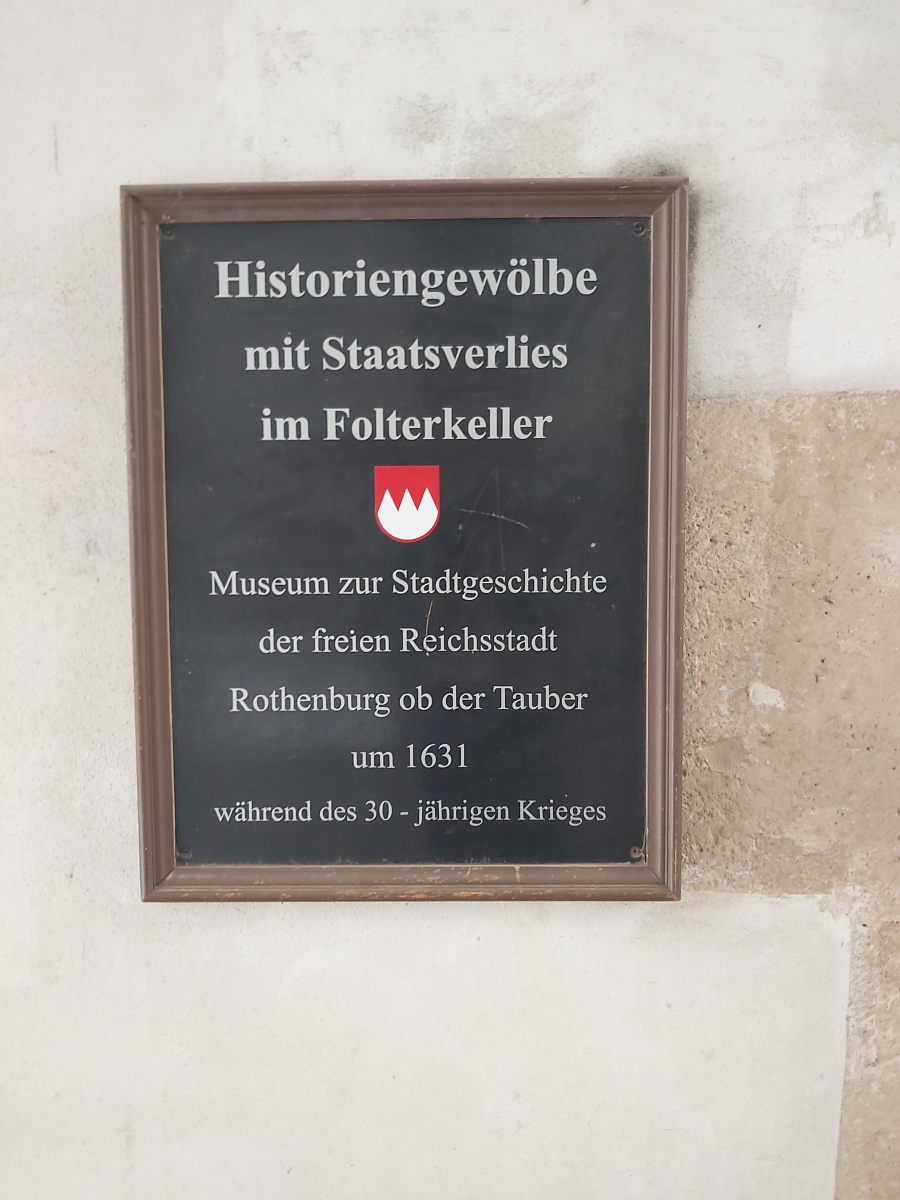 Historiengewölbe
mit Staatsverlies
im Folterkeller
Museum zur Stadtgeschichte
der freien Reichsstadt
Rothenburg ob der Tauber
um 1631
während des 30 - jährigen Krieges